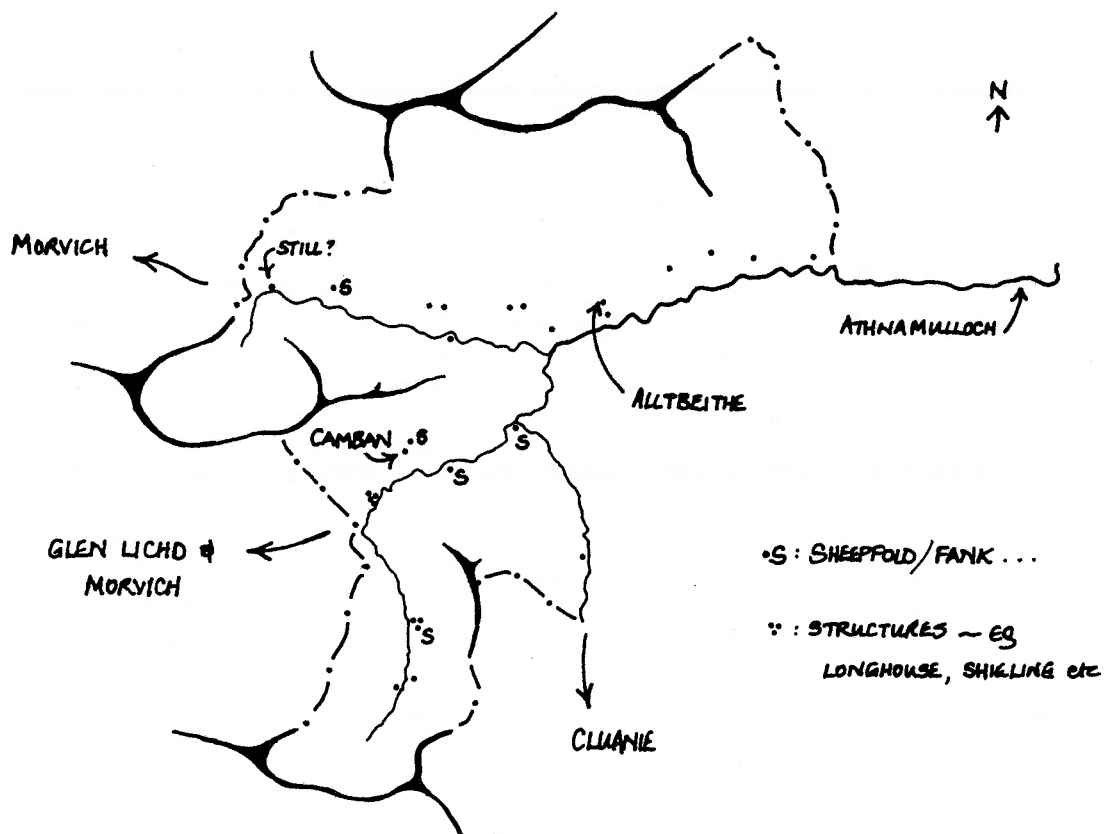 N
MORVICH
STILL?
S
ATHNAMULLOCH
ALLTBEITHE
CAMBAN
S
S
S
GLEN LICHD &
MORVICH
S : SHEEPFOLD/FANK ...
: STRUCTURES ~ EG
LONGHOUSE, SHIELING etc
S
CLUANIE